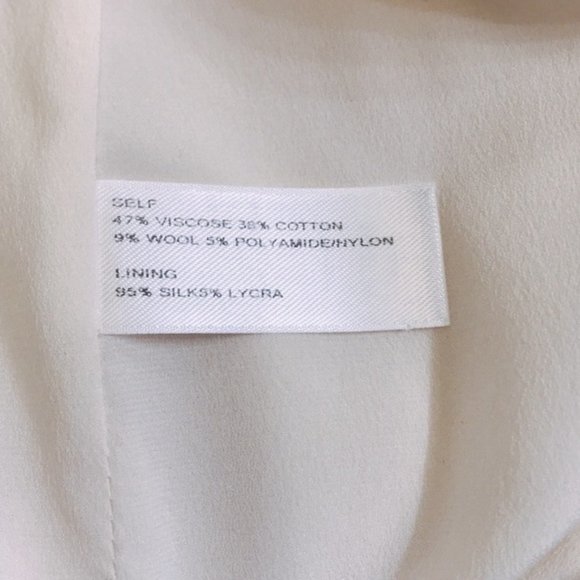 SELF
47% VISCOSE 38% COTTON
9% WOOL 5% POLYAMIDE/NYLON
LINING
95% SILK5% LYCRA